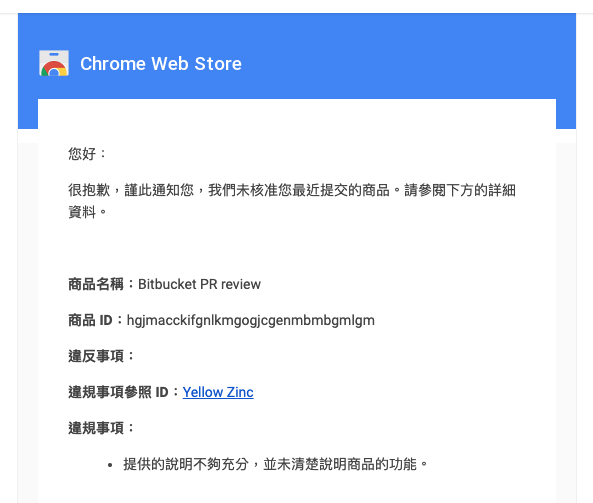 Chrome Web Store
您好：
很抱歉，謹此通知您，我們未核准您最近提交的商品。請參閱下方的詳細
資料。
商品名稱：Bitbucket PR review
商品 ID：hgjmacckifgnlkmgogjcgenmbmbgmlgm
違反事項：
違規事項參照 ID：Yellow Zinc
違規事項：
• 提供的說明不夠充分，並未清楚說明商品的功能。